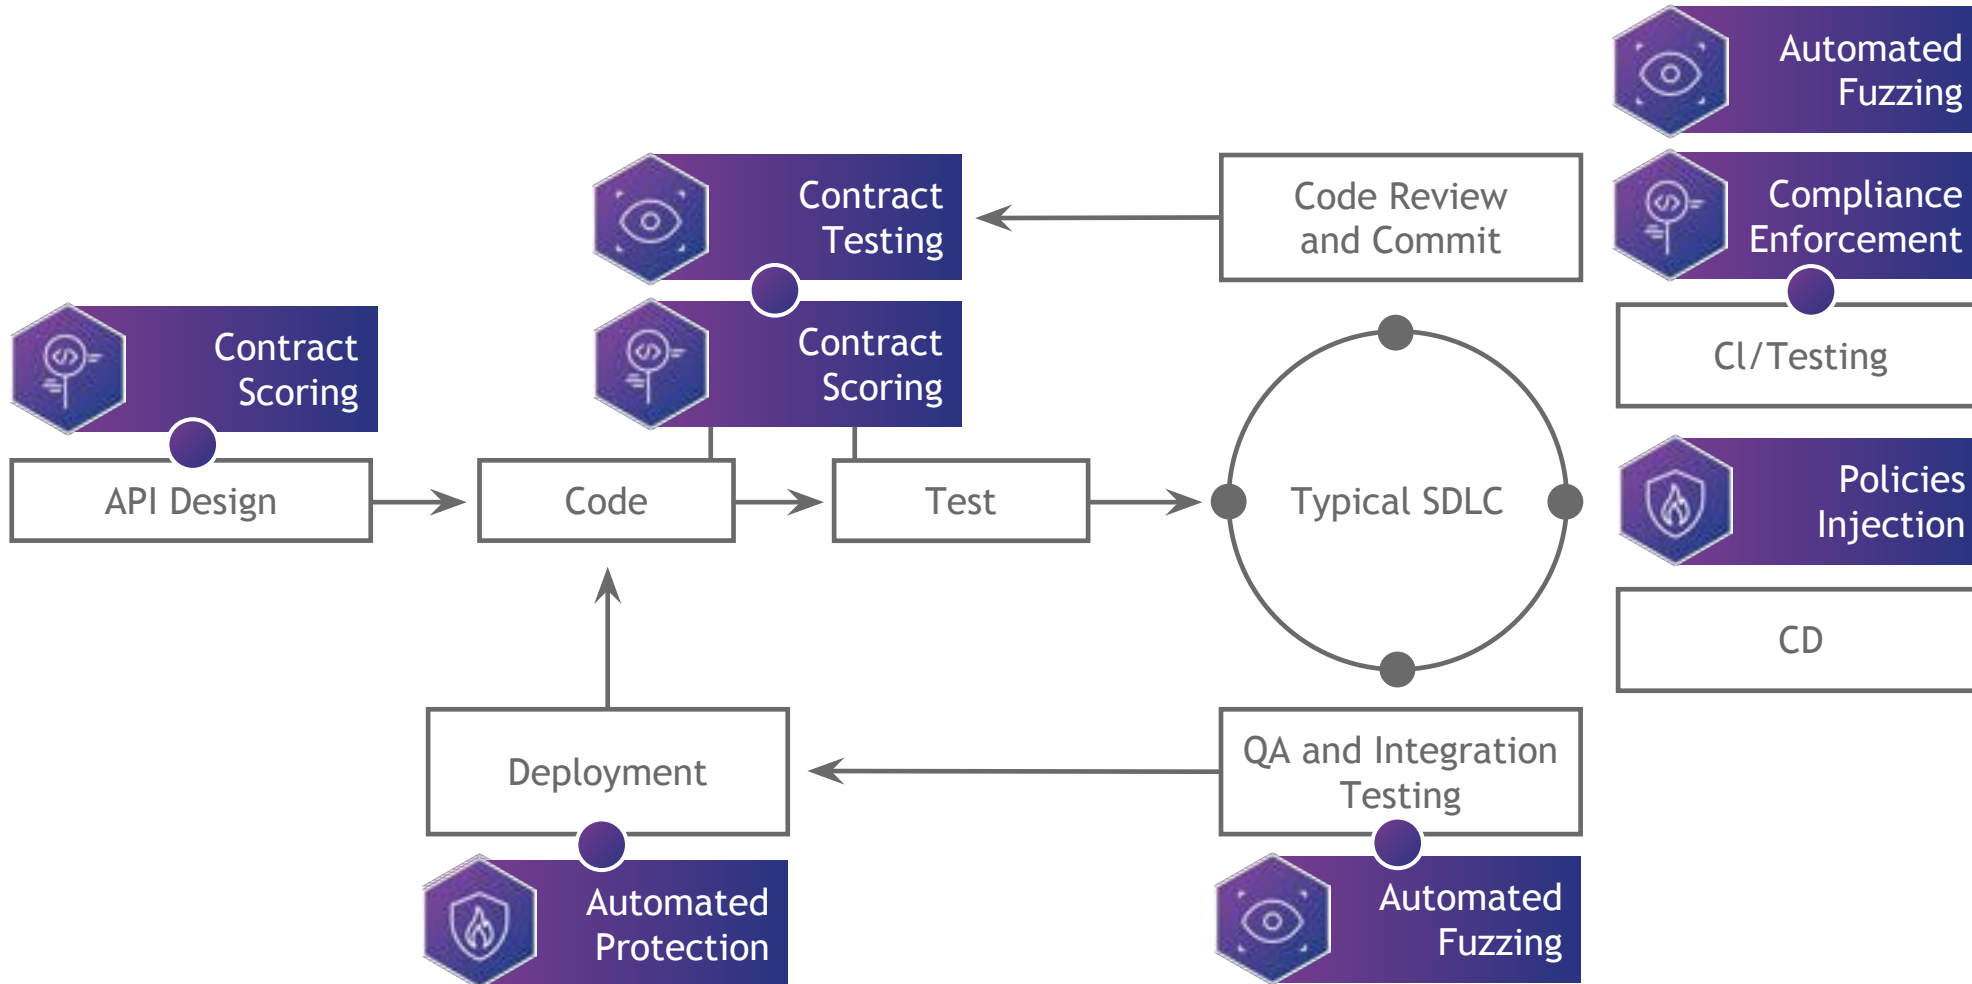 Automated
Fuzzing
Contract
Testing
Code Review
and Commit
Compliance
Enforcement
Contract
Scoring
Contract
Scoring
Cl/Testing
API Design
Code
Test
Typical SDLC
Policies
Injection
CD
Deployment
QA and Integration
Testing
Automated
Protection
Automated
Fuzzing